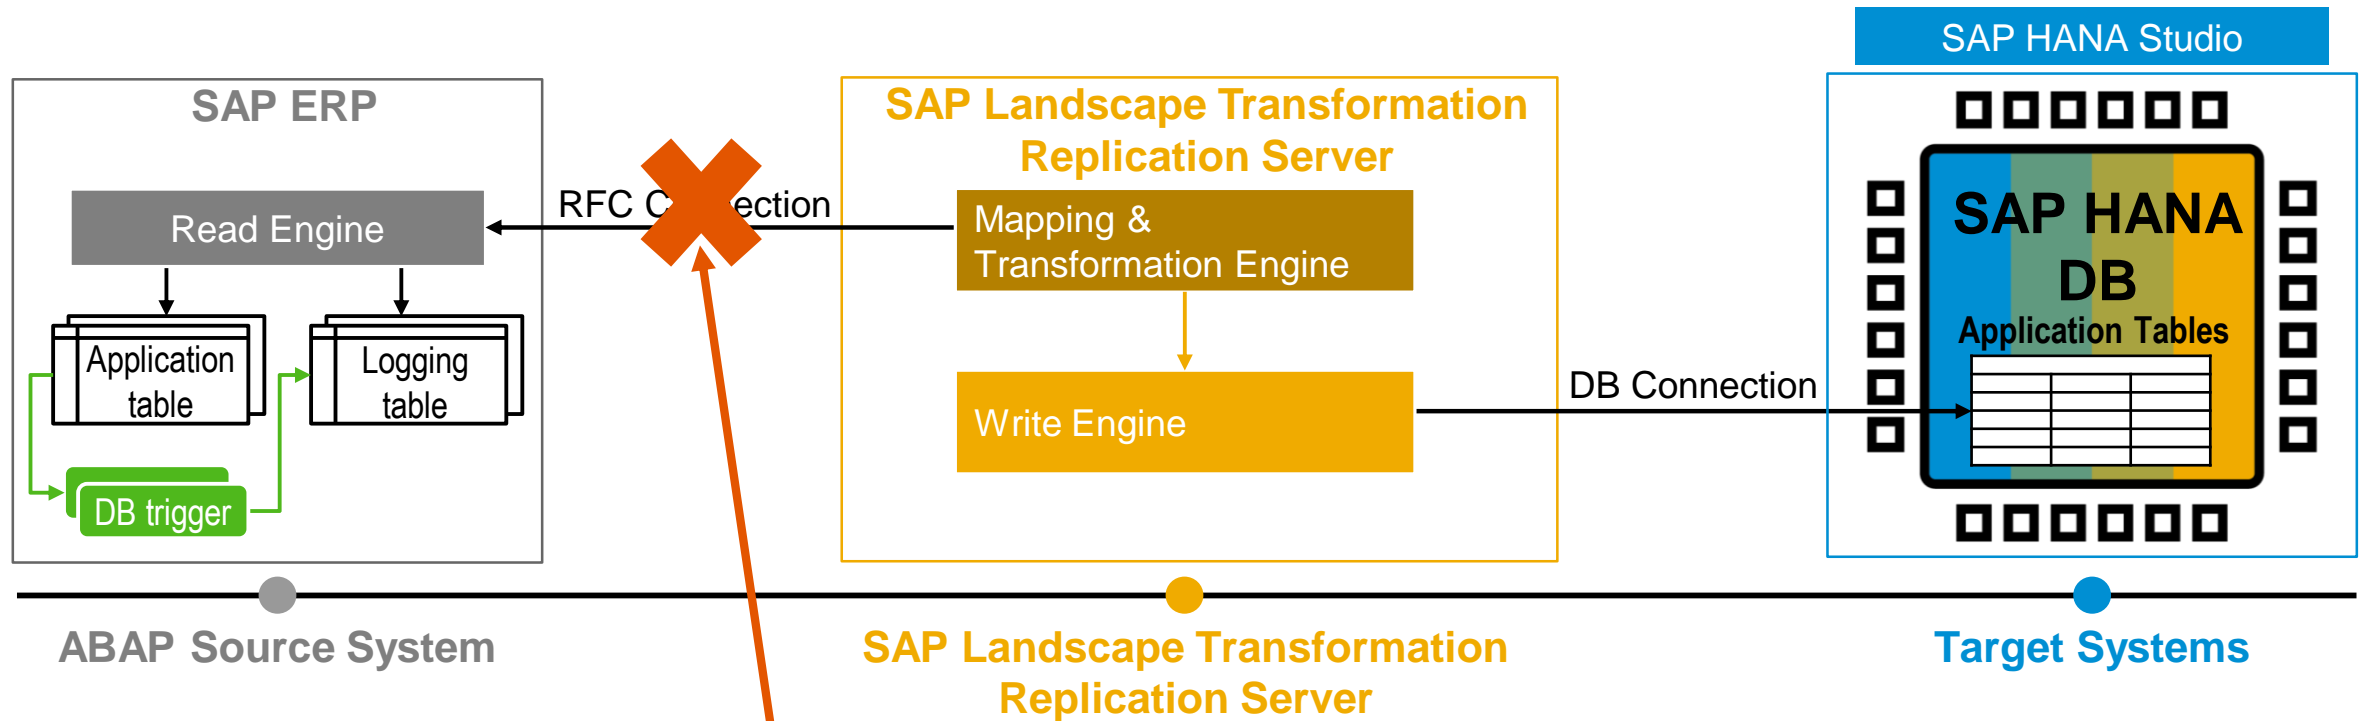 SAP HANA Studio
SAP ERP
SAP Landscape Transformation
Replication Server
RFC C ection
Read Engine
Mapping &
Transformation Engine
SAP HANA
DB
Application Tables
Application
table
Logging
table
DB Connection
Write Engine
DB trigger
ABAP Source System
SAP Landscape Transformation
Replication Server
Target Systems